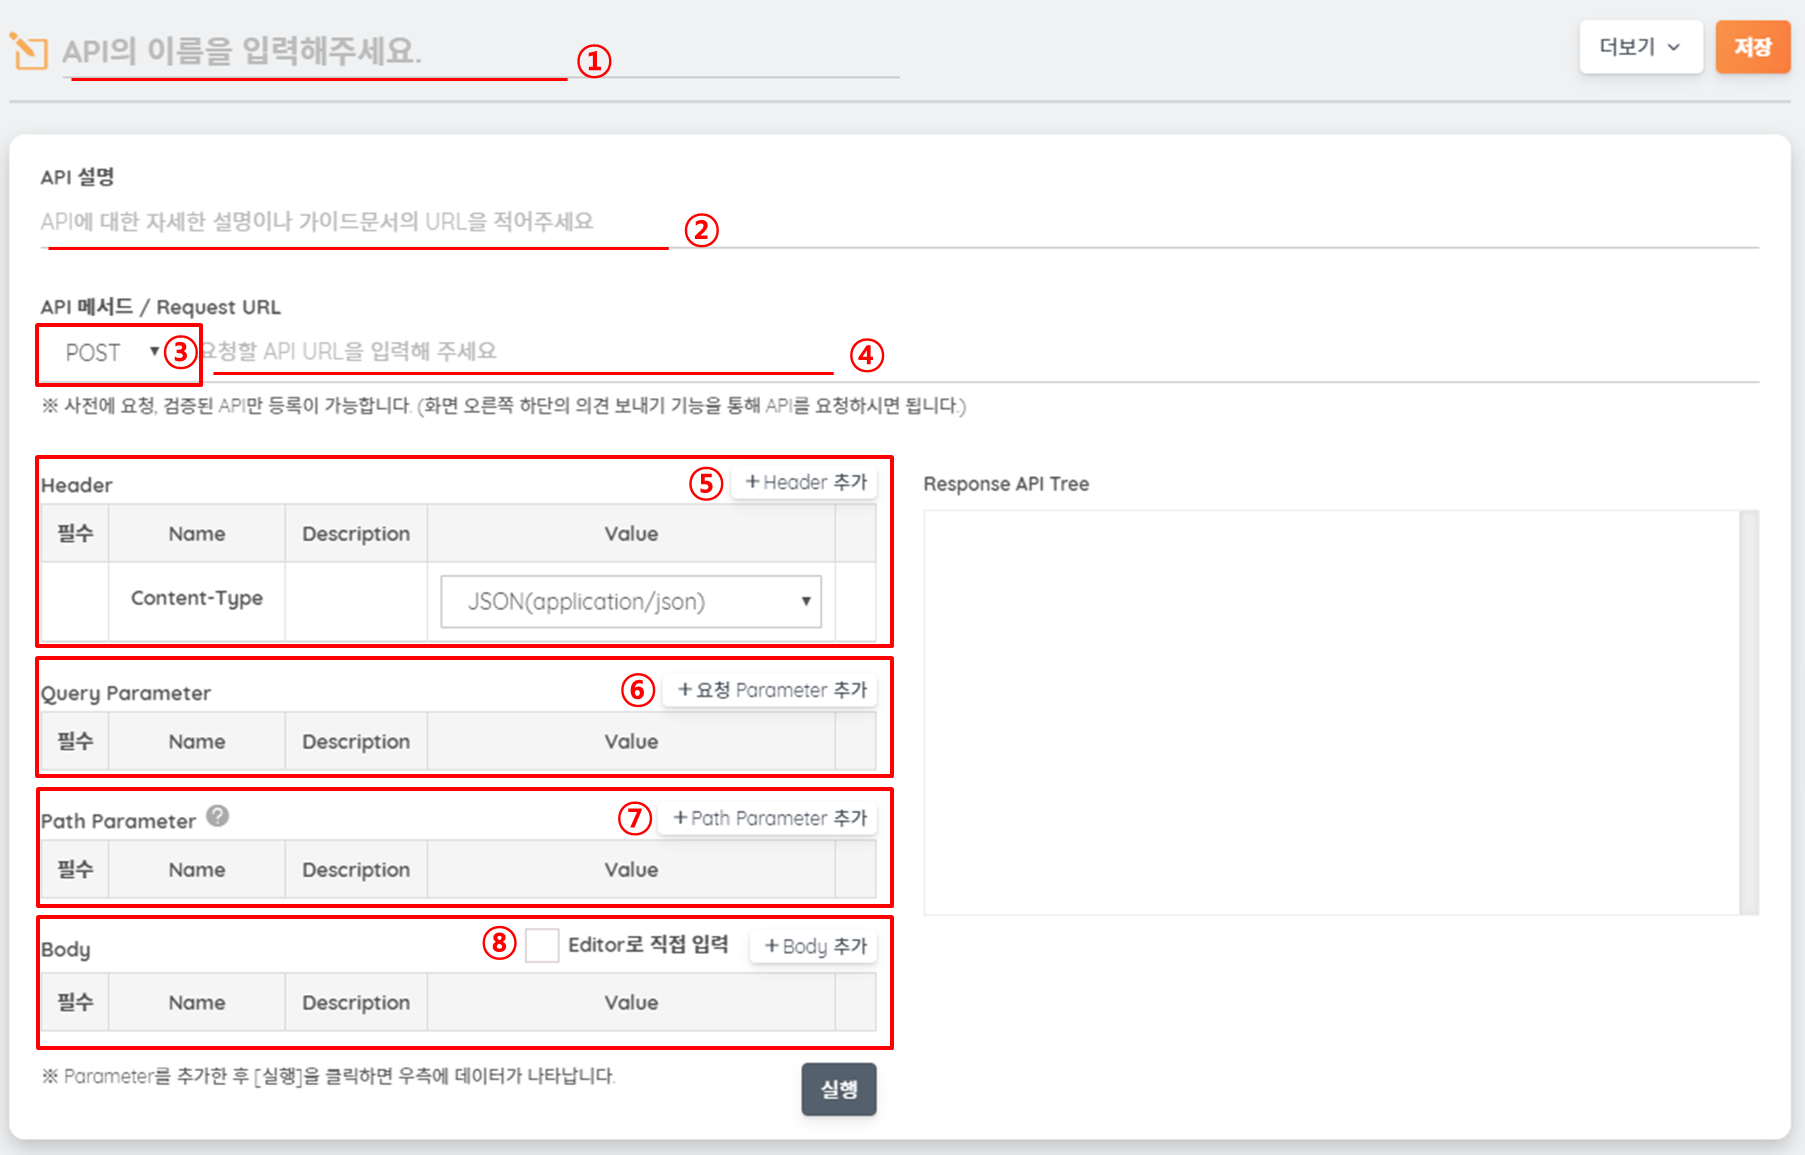 API의 이름을 입력해주세요. ①
더보기
저장
API 설명
API에 대한 자세한 설명이나 가이드문서의 URL을 적어주세요 ②
API 메서드 / Request URL
POST ▼ ③ 요청할 API URL을 입력해 주세요 ④
※ 사전에 요청, 검증된 API만 등록이 가능합니다. (화면 오른쪽 하단의 의견 보내기 기능을 통해 API를 요청하시면 됩니다.)
Header ⑤ +Header 추가
필수 Name Description Value
Content-Type JSON(application/json) ▼
Query Parameter ⑥ +요청 Parameter 추가
필수 Name Description Value
Path Parameter ? ⑦ +Path Parameter 추가
필수 Name Description Value
Body ⑧ Editor로 직접 입력 +Body 추가
필수 Name Description Value
※ Parameter를 추가한 후 [실행]을 클릭하면 우측에 데이터가 나타납니다.
실행
Response API Tree